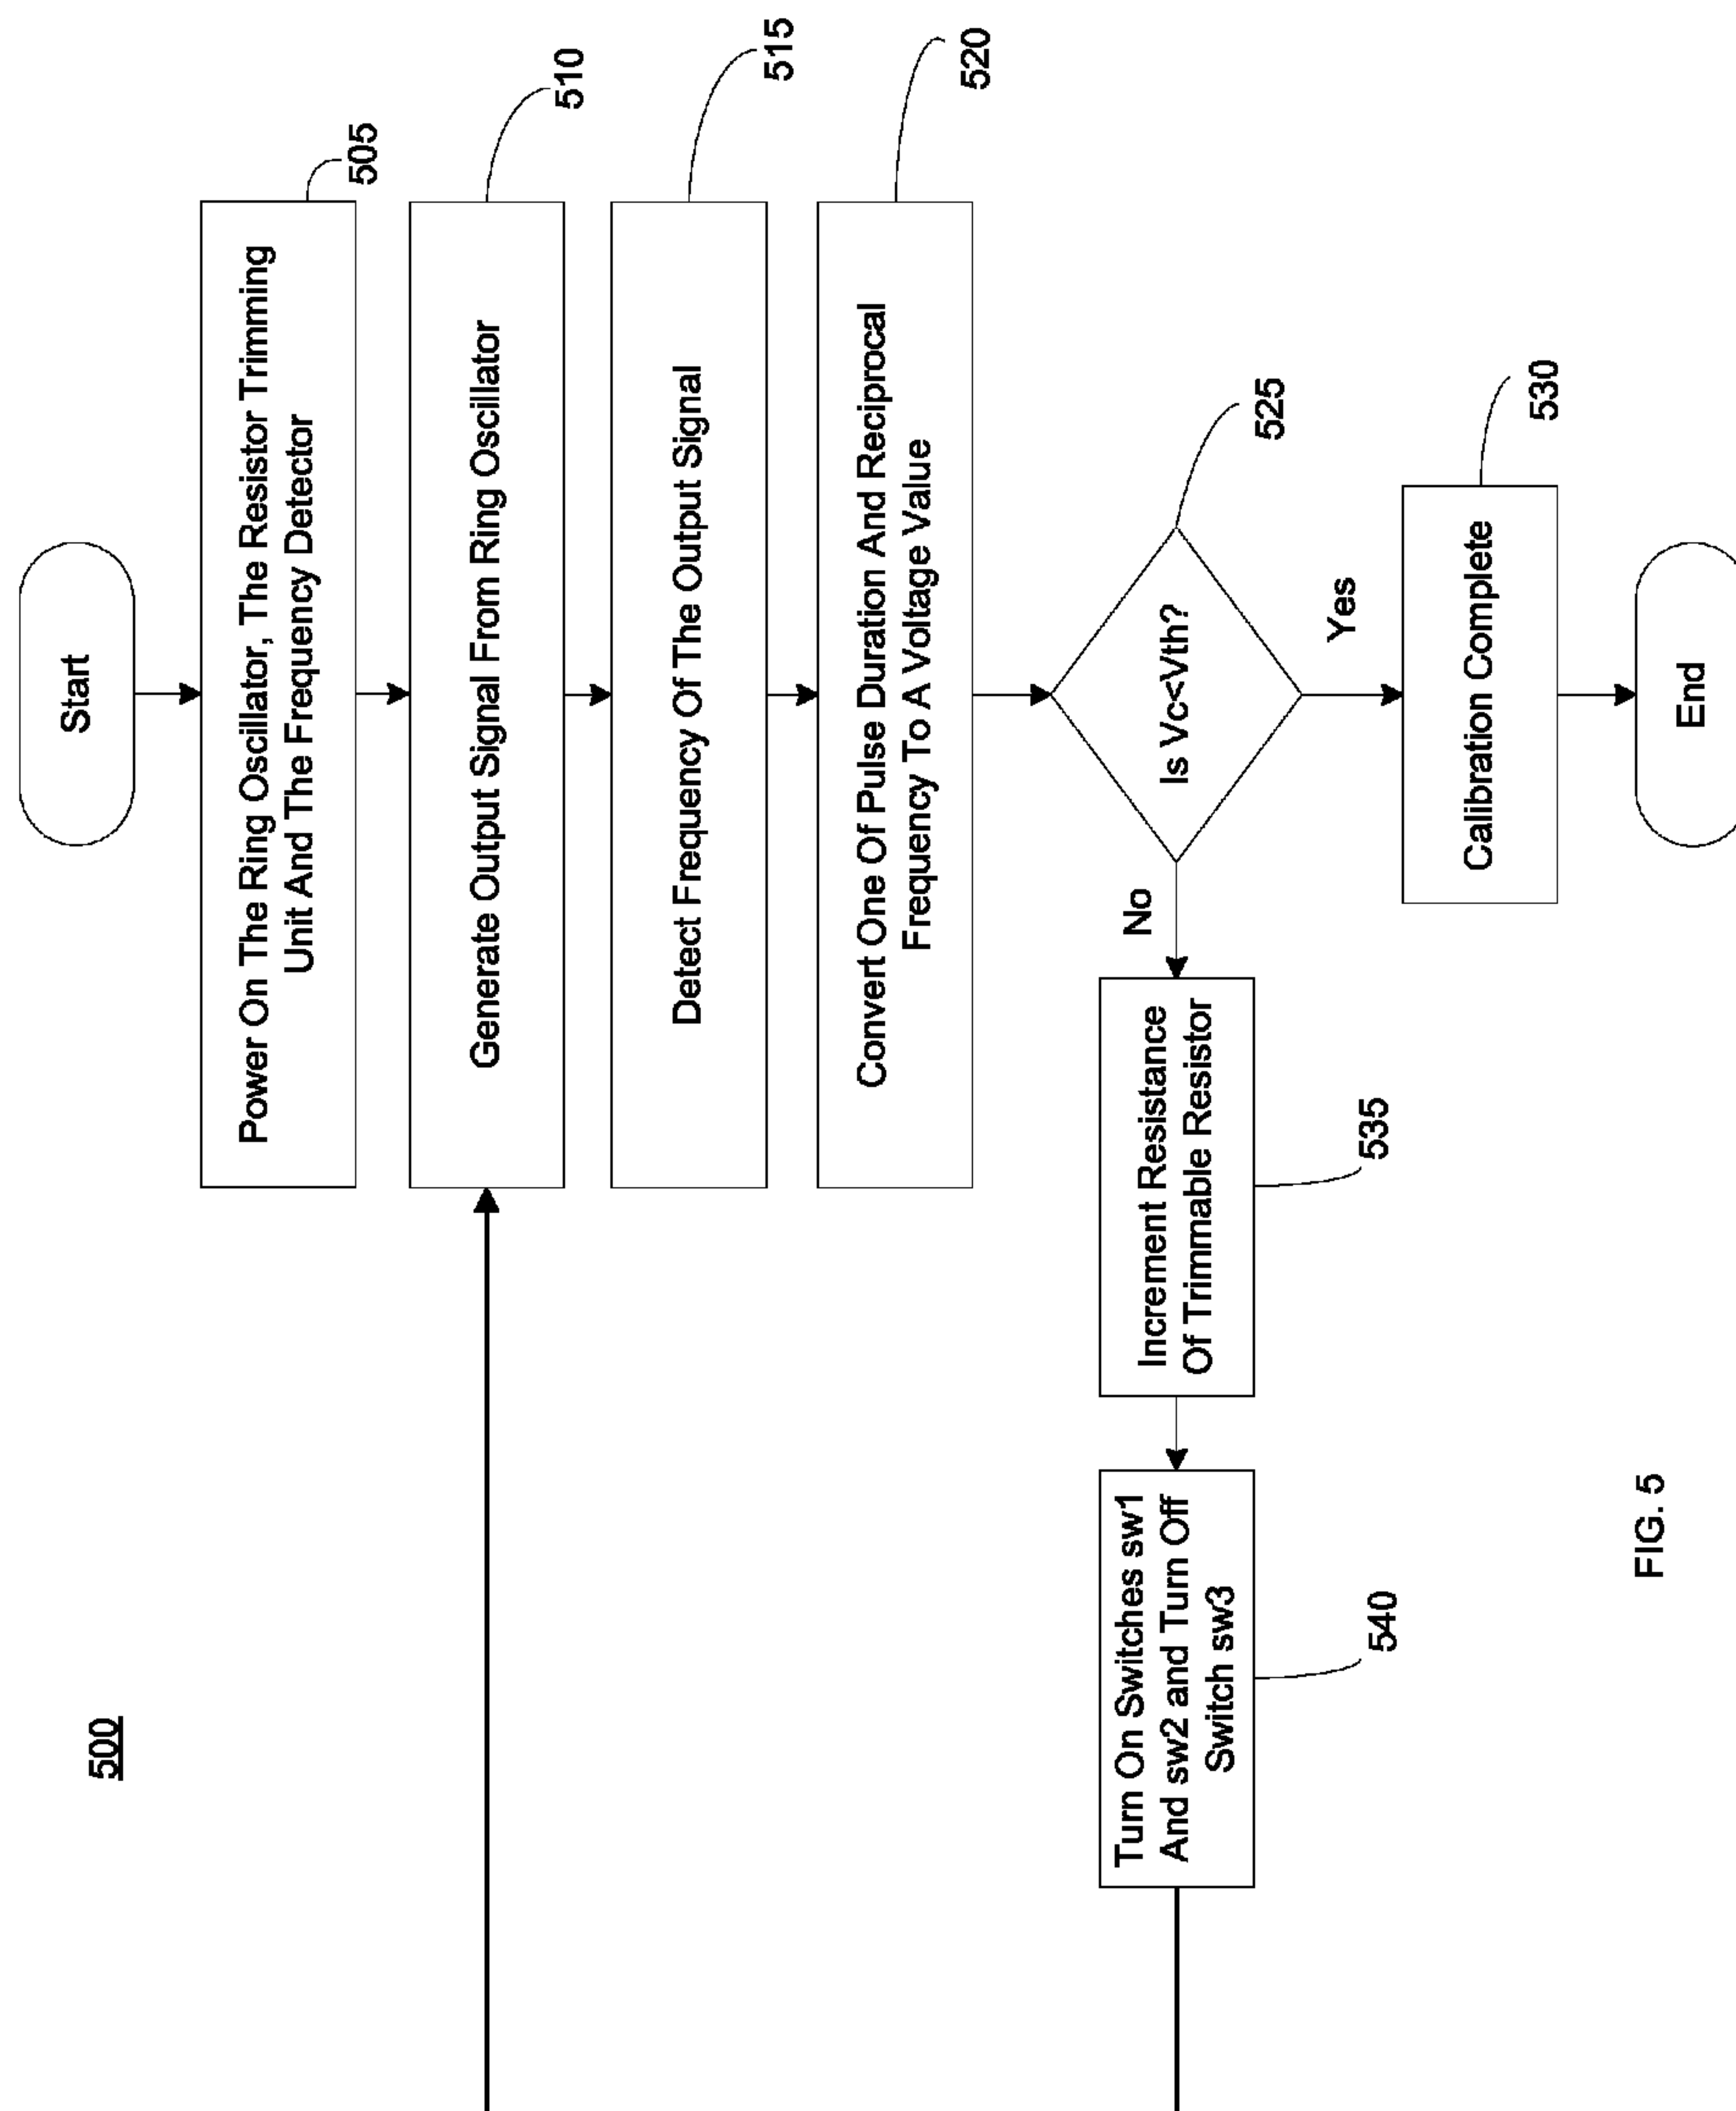 500
Start
Power On The Ring Oscillator, The Resistor Trimming
Unit And The Frequency Detector
505
Generate Output Signal From Ring Oscillator
510
Detect Frequency Of The Output Signal
515
Convert One Of Pulse Duration And Reciprocal
Frequency To A Voltage Value
520
Is Vc<Vth?
525
No
Yes
Increment Resistance
Of Trimmable Resistor
535
Turn On Switches sw1
And sw2 and Turn Off
Switch sw3
540
Calibration Complete
530
End
FIG. 5